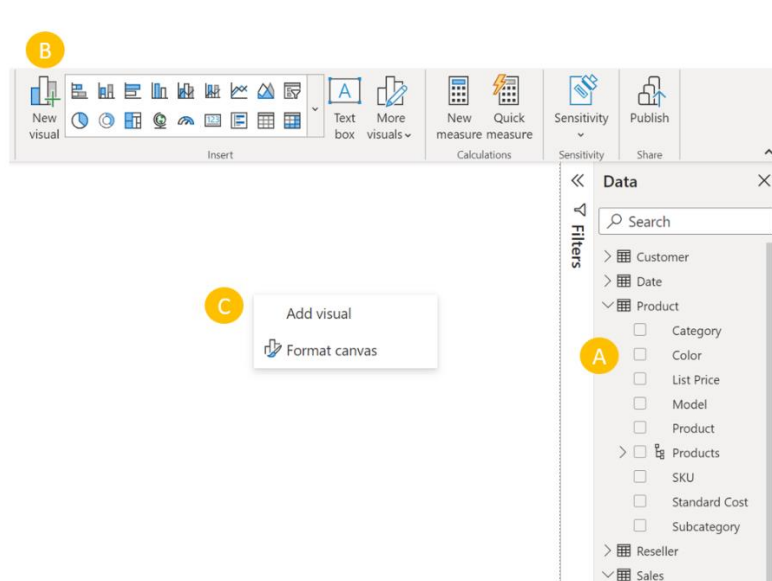 B
New visual
Text box
More visuals
New measure
Quick measure
Sensitivity
Publish
Insert
Calculations
Sensitivity
Share
Data
Search
Filters
Customer
Date
Product
Category
C
Add visual
A
Color
Format canvas
List Price
Model
Product
Products
SKU
Standard Cost
Subcategory
Reseller
Sales